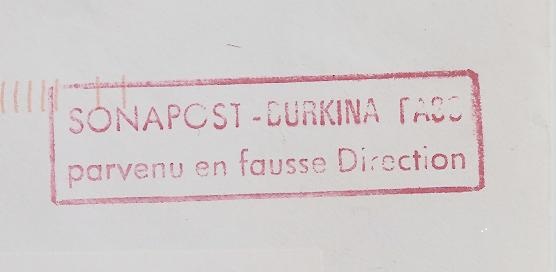 SONAPOST - BURKINA FASO
parvenu en fausse Direction